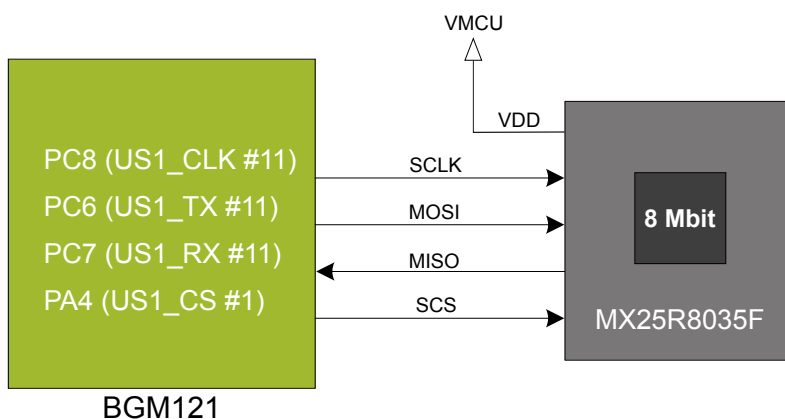 VMCU
VDD
PC8 (US1_CLK #11)
SCLK
PC6 (US1_TX #11)
MOSI
8 Mbit
PC7 (US1_RX #11)
MISO
PA4 (US1_CS #1)
SCS
MX25R8035F
BGM121